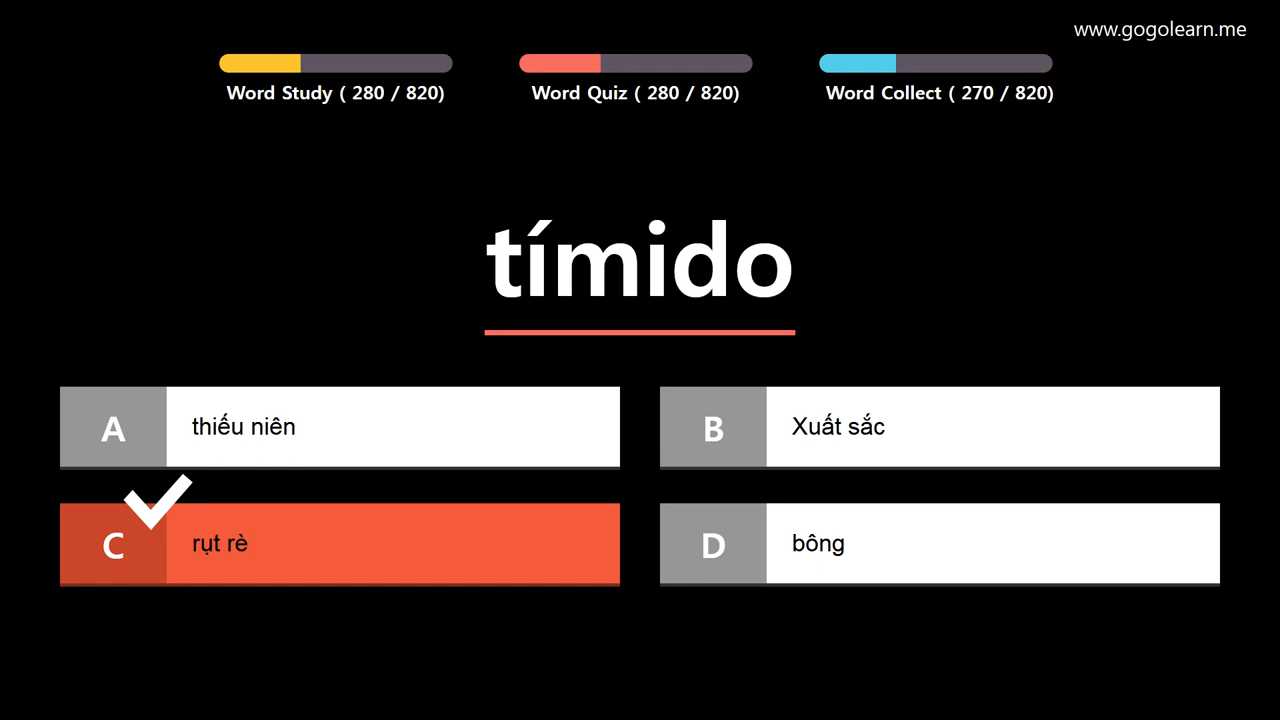 www.gogolearn.me
Word Study ( 280 / 820)
Word Quiz ( 280 / 820)
Word Collect ( 270 / 820)
tímido
A
thiếu niên
B
Xuất sắc
C
rụt rè
D
bông